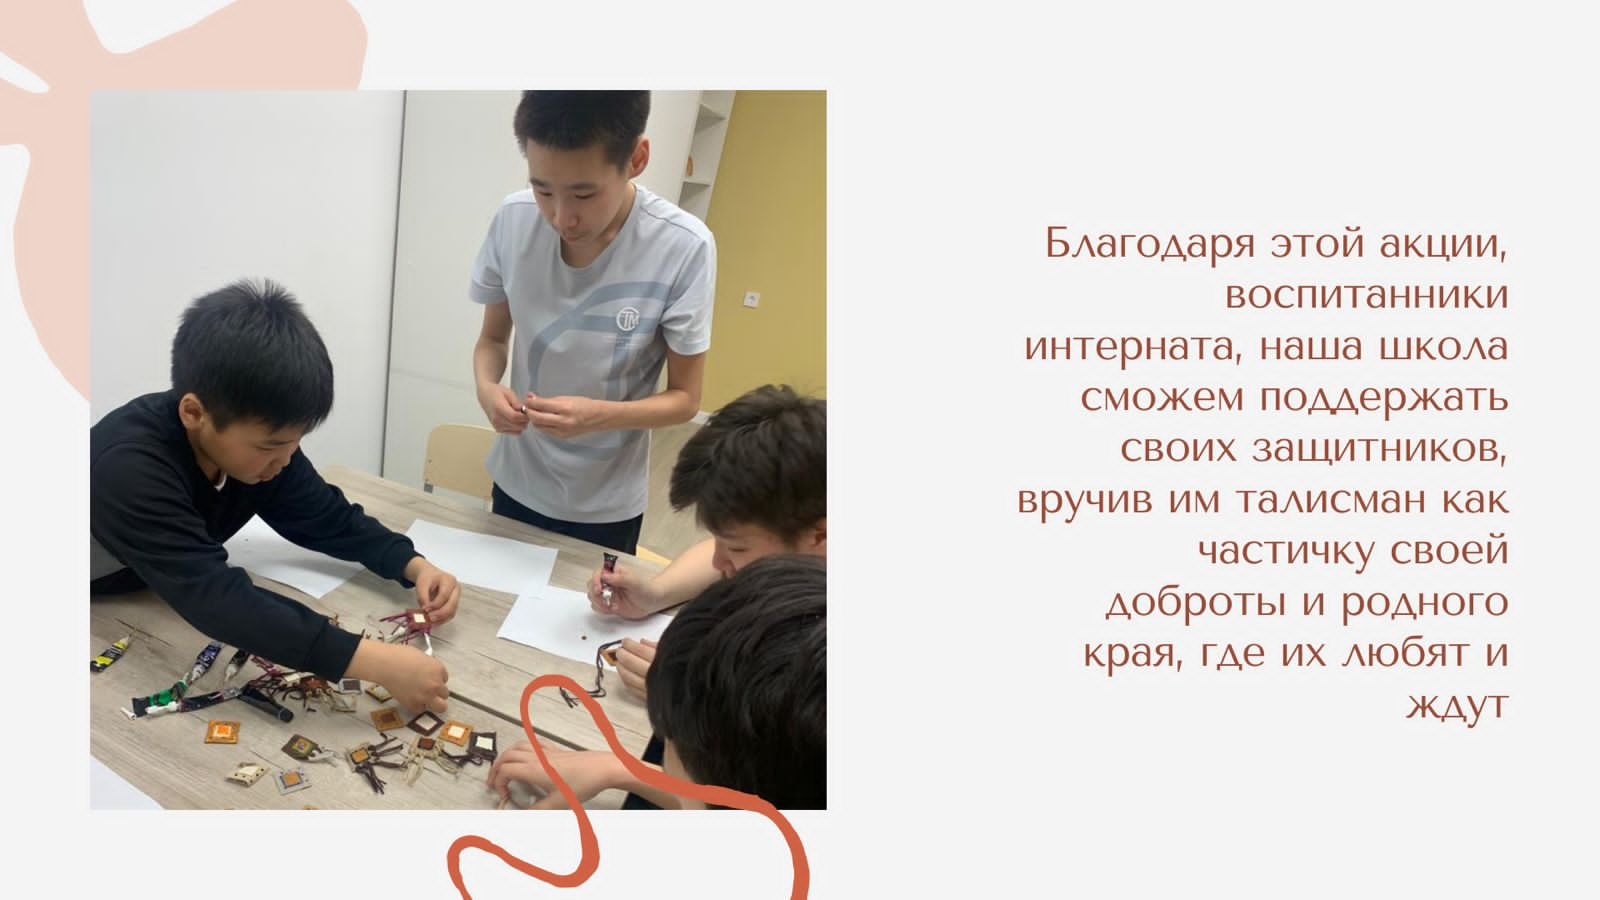 Благодаря этой акции,
воспитанники
интерната, наша школа
сможем поддержать
своих защитников,
вручив им талисман как
частичку своей
доброты и родного
края, где их любят и
ждут